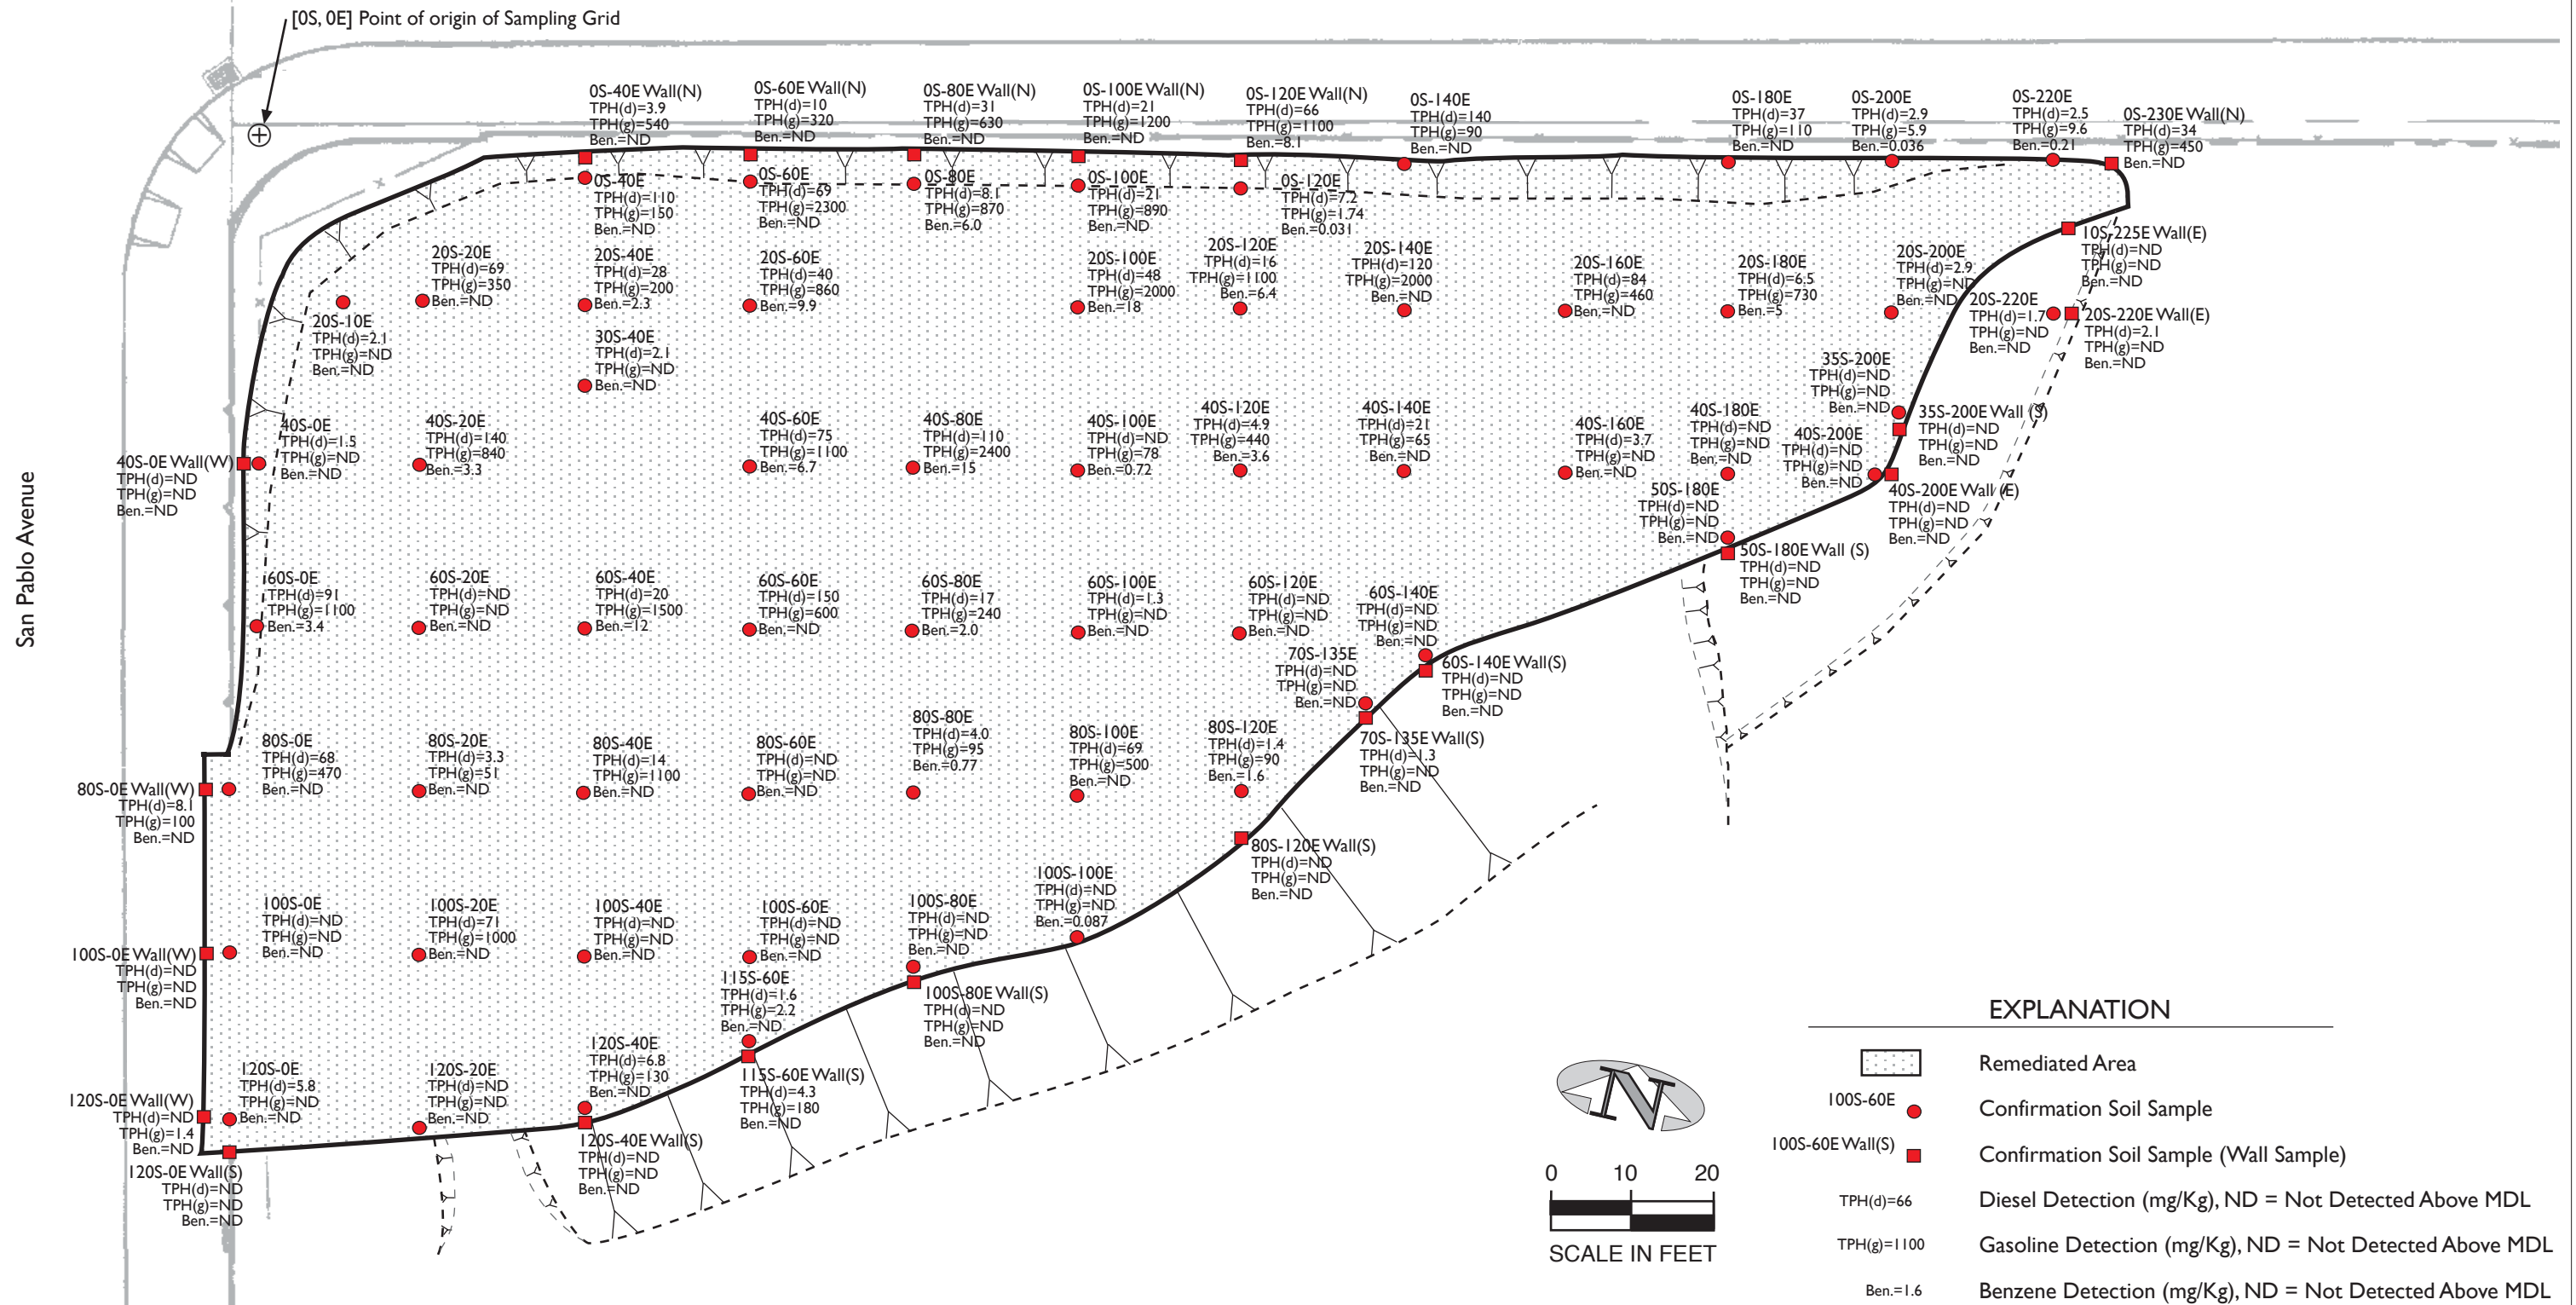 [0S, 0E] Point of origin of Sampling Grid
0S-40E Wall(N)
TPH(d)=3.9
TPH(g)=540
Ben.=ND
0S-60E Wall(N)
TPH(d)=10
TPH(g)=320
Ben.=ND
0S-80E Wall(N)
TPH(d)=31
TPH(g)=630
Ben.=ND
0S-100E Wall(N)
TPH(d)=21
TPH(g)=1200
Ben.=ND
0S-120E Wall(N)
TPH(d)=66
TPH(g)=1100
Ben.=8.1
0S-140E
TPH(d)=140
TPH(g)=90
Ben.=ND
0S-180E
TPH(d)=37
TPH(g)=110
Ben.=ND
0S-200E
TPH(d)=2.9
TPH(g)=5.9
Ben.=0.036
0S-220E
TPH(d)=2.5
TPH(g)=9.6
Ben.=0.21
0S-230E Wall(N)
TPH(d)=34
TPH(g)=450
Ben.=ND
0S-40E
TPH(d)=110
TPH(g)=150
Ben.=ND
0S-60E
TPH(d)=69
TPH(g)=2300
Ben.=ND
0S-80E
TPH(d)=8.1
TPH(g)=870
Ben.=6.0
0S-100E
TPH(d)=21
TPH(g)=890
Ben.=ND
0S-120E
TPH(d)=7.2
TPH(g)=1.74
Ben.=0.031
10S-225E Wall(E)
TPH(d)=ND
TPH(g)=ND
Ben.=ND
20S-10E
TPH(d)=2.1
TPH(g)=ND
Ben.=ND
20S-20E
TPH(d)=69
TPH(g)=350
Ben.=ND
20S-40E
TPH(d)=28
TPH(g)=200
Ben.=2.3
20S-60E
TPH(d)=40
TPH(g)=860
Ben.=9.9
20S-100E
TPH(d)=48
TPH(g)=2000
Ben.=18
20S-120E
TPH(d)=16
TPH(g)=1100
Ben.=6.4
20S-140E
TPH(d)=120
TPH(g)=2000
Ben.=ND
20S-160E
TPH(d)=84
TPH(g)=460
Ben.=ND
20S-180E
TPH(d)=6.5
TPH(g)=730
Ben.=5
20S-200E
TPH(d)=2.9
TPH(g)=ND
Ben.=ND
20S-220E
TPH(d)=1.7
TPH(g)=ND
Ben.=ND
20S-220E Wall(E)
TPH(d)=2.1
TPH(g)=ND
Ben.=ND
30S-40E
TPH(d)=2.1
TPH(g)=ND
Ben.=ND
35S-200E
TPH(d)=ND
TPH(g)=ND
Ben.=ND
35S-200E Wall (S)
TPH(d)=ND
TPH(g)=ND
Ben.=ND
San Pablo Avenue
40S-0E Wall(W)
TPH(d)=ND
TPH(g)=ND
Ben.=ND
40S-0E
TPH(d)=1.5
TPH(g)=ND
Ben.=ND
40S-20E
TPH(d)=140
TPH(g)=840
Ben.=3.3
40S-60E
TPH(d)=75
TPH(g)=1100
Ben.=6.7
40S-80E
TPH(d)=110
TPH(g)=2400
Ben.=15
40S-100E
TPH(d)=ND
TPH(g)=78
Ben.=0.72
40S-120E
TPH(d)=4.9
TPH(g)=440
Ben.=3.6
40S-140E
TPH(d)=21
TPH(g)=65
Ben.=ND
40S-160E
TPH(d)=3.7
TPH(g)=ND
Ben.=ND
40S-180E
TPH(d)=ND
TPH(g)=ND
Ben.=ND
40S-200E
TPH(d)=ND
TPH(g)=ND
Ben.=ND
40S-200E Wall (E)
TPH(d)=ND
TPH(g)=ND
Ben.=ND
50S-180E
TPH(d)=ND
TPH(g)=ND
Ben.=ND
50S-180E Wall (S)
TPH(d)=ND
TPH(g)=ND
Ben.=ND
60S-0E
TPH(d)=91
TPH(g)=1100
Ben.=3.4
60S-20E
TPH(d)=ND
TPH(g)=ND
Ben.=ND
60S-40E
TPH(d)=20
TPH(g)=1500
Ben.=12
60S-60E
TPH(d)=150
TPH(g)=600
Ben.=ND
60S-80E
TPH(d)=17
TPH(g)=240
Ben.=2.0
60S-100E
TPH(d)=1.3
TPH(g)=ND
Ben.=ND
60S-120E
TPH(d)=ND
TPH(g)=ND
Ben.=ND
60S-140E
TPH(d)=ND
TPH(g)=ND
Ben.=ND
60S-140E Wall(S)
TPH(d)=ND
TPH(g)=ND
Ben.=ND
70S-135E
TPH(d)=ND
TPH(g)=ND
Ben.=ND
70S-135E Wall(S)
TPH(d)=1.3
TPH(g)=ND
Ben.=ND
80S-0E Wall(W)
TPH(d)=8.1
TPH(g)=100
Ben.=ND
80S-0E
TPH(d)=68
TPH(g)=470
Ben.=ND
80S-20E
TPH(d)=3.3
TPH(g)=51
Ben.=ND
80S-40E
TPH(d)=14
TPH(g)=1100
Ben.=ND
80S-60E
TPH(d)=ND
TPH(g)=ND
Ben.=ND
80S-80E
TPH(d)=4.0
TPH(g)=95
Ben.=0.77
80S-100E
TPH(d)=69
TPH(g)=500
Ben.=ND
80S-120E
TPH(d)=1.4
TPH(g)=90
Ben.=1.6
80S-120E Wall(S)
TPH(d)=ND
TPH(g)=ND
Ben.=ND
100S-0E Wall(W)
TPH(d)=ND
TPH(g)=ND
Ben.=ND
100S-0E
TPH(d)=ND
TPH(g)=ND
Ben.=ND
100S-20E
TPH(d)=71
TPH(g)=1000
Ben.=ND
100S-40E
TPH(d)=ND
TPH(g)=ND
Ben.=ND
100S-60E
TPH(d)=ND
TPH(g)=ND
Ben.=ND
100S-80E
TPH(d)=ND
TPH(g)=ND
Ben.=ND
100S-100E
TPH(d)=ND
TPH(g)=ND
Ben.=0.087
100S-80E Wall(S)
TPH(d)=ND
TPH(g)=ND
Ben.=ND
115S-60E
TPH(d)=1.6
TPH(g)=2.2
Ben.=ND
115S-60E Wall(S)
TPH(d)=4.3
TPH(g)=180
Ben.=ND
120S-0E Wall(W)
TPH(d)=ND
TPH(g)=1.4
Ben.=ND
120S-0E
TPH(d)=5.8
TPH(g)=ND
Ben.=ND
120S-20E
TPH(d)=ND
TPH(g)=ND
Ben.=ND
120S-40E
TPH(d)=6.8
TPH(g)=130
Ben.=ND
120S-40E Wall(S)
TPH(d)=ND
TPH(g)=ND
Ben.=ND
120S-0E Wall(S)
TPH(d)=ND
TPH(g)=ND
Ben.=ND
N
0 10 20
SCALE IN FEET
EXPLANATION
Remediated Area
100S-60E Confirmation Soil Sample
100S-60E Wall(S) Confirmation Soil Sample (Wall Sample)
TPH(d)=66 Diesel Detection (mg/Kg), ND = Not Detected Above MDL
TPH(g)=1100 Gasoline Detection (mg/Kg), ND = Not Detected Above MDL
Ben.=1.6 Benzene Detection (mg/Kg), ND = Not Detected Above MDL